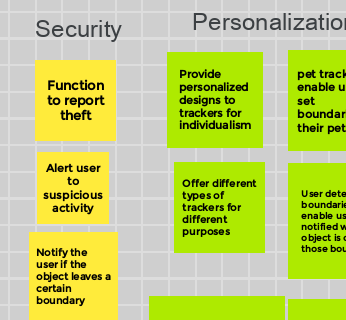 Security
Personalization
Function
to report
theft
Alert user
to
suspicious
activity
Notify the
user if the
object leaves a
certain
boundary
Provide
personalized
designs to
trackers for
individualism
Offer different
types of
trackers for
different
purposes
pet track
enable u
set
boundar
their pet
User dete
boundarie
enable us
notified w
object is o
those bou